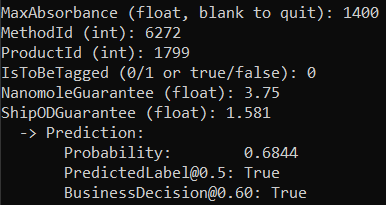 MaxAbsorbance (float, blank to quit): 1400
MethodId (int): 6272
ProductId (int): 1799
IsToBeTagged (0/1 or true/false): 0
NanomoleGuarantee (float): 3.75
ShipODGuarantee (float): 1.581
-> Prediction:
Probability: 0.6844
PredictedLabel@0.5: True
BusinessDecision@0.60: True